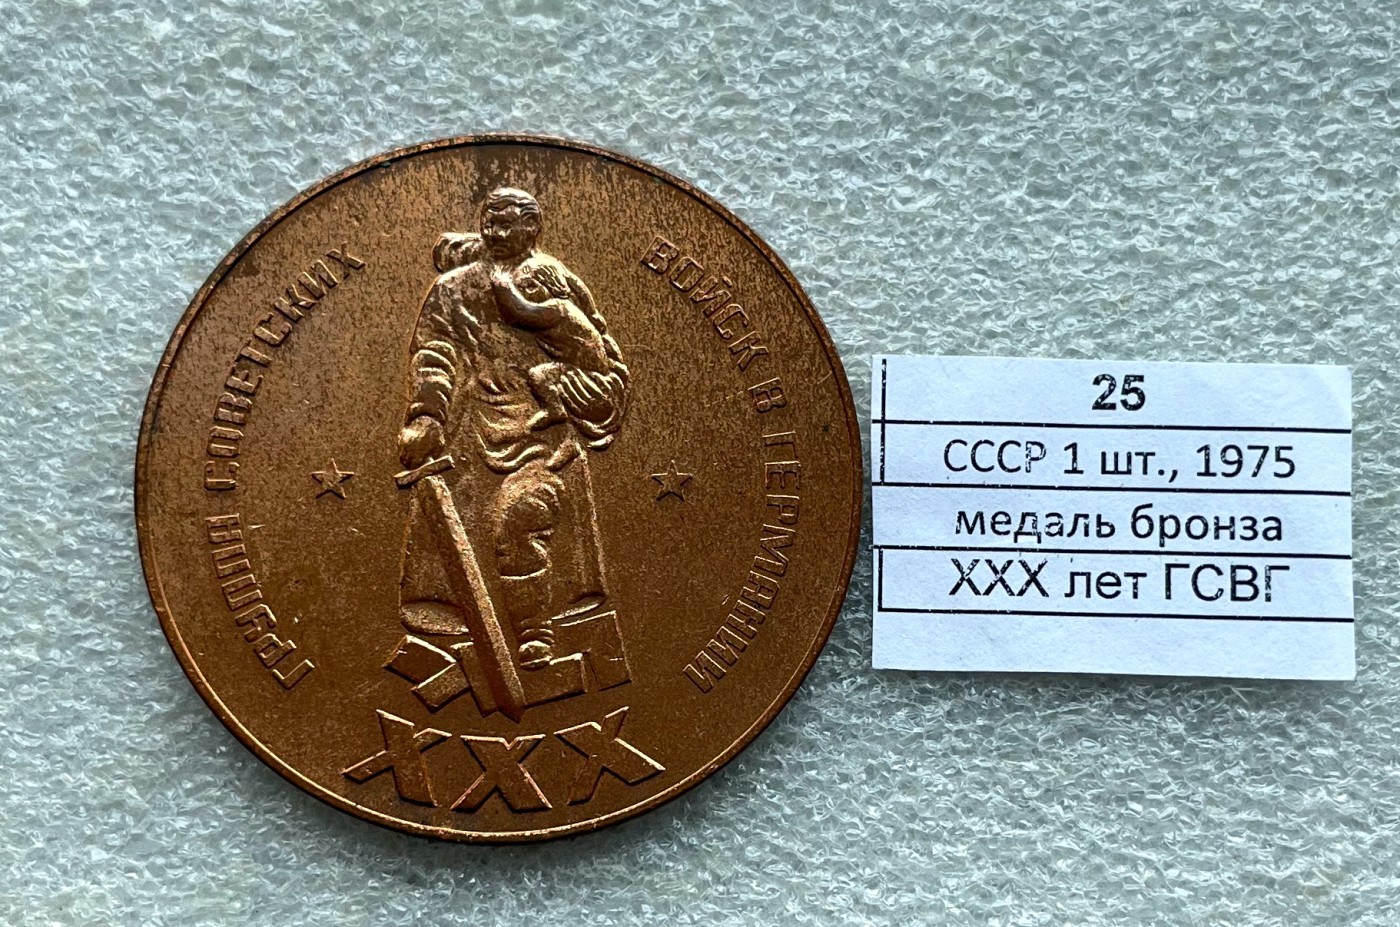 ГРУППА СОВЕТСКИХ
ВОЙСК В ГЕРМАНИИ
XXX
25
СССР 1 шт., 1975
медаль бронза
XXX лет ГСВГ